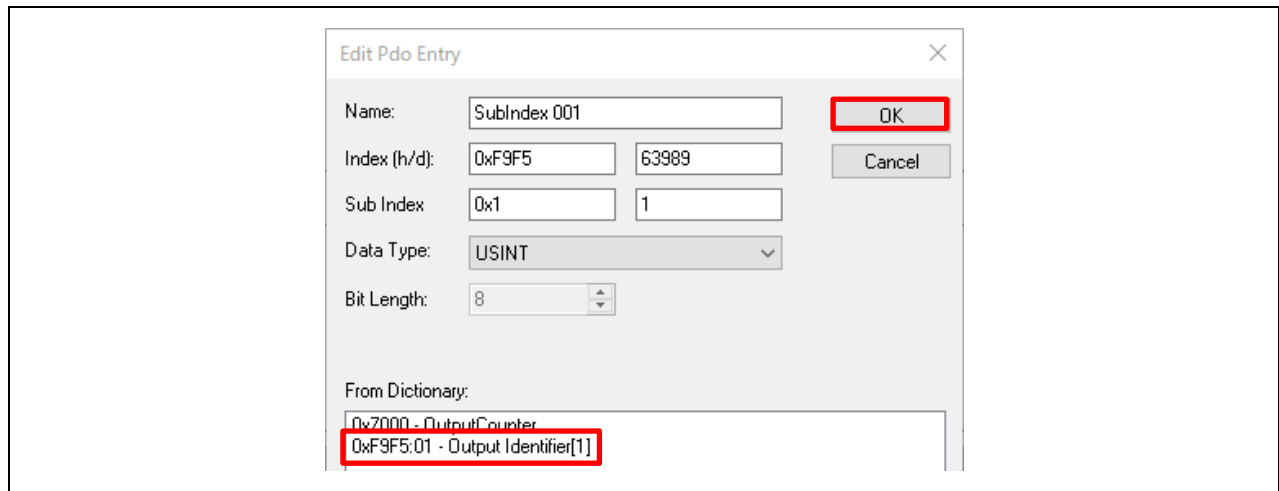 Edit Pdo Entry
Name: SubIndex 001 OK
Index (h/d): 0xF9F5 63989 Cancel
Sub Index 0x1 1
Data Type: USINT
Bit Length: 8
From Dictionary:
0x7000 - OutputCounter
0xF9F5:01 - Output Identifier[1]